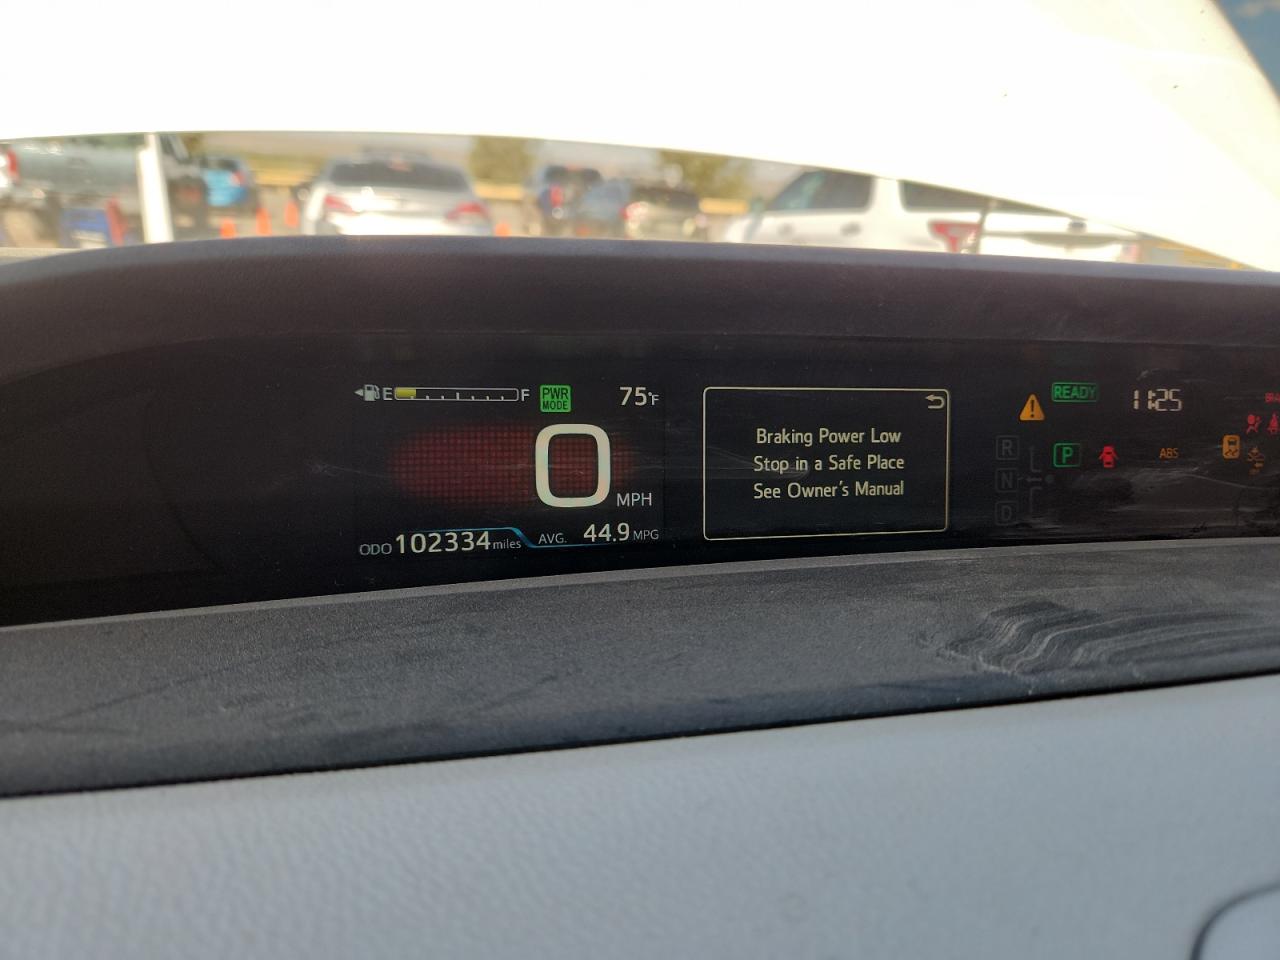 E F
PWR
MODE
75°F
0
MPH
ODO 102334 miles
AVG. 44.9 MPG
Braking Power Low
Stop in a Safe Place
See Owner's Manual
READY
11:25
R
P
ABS
N
D